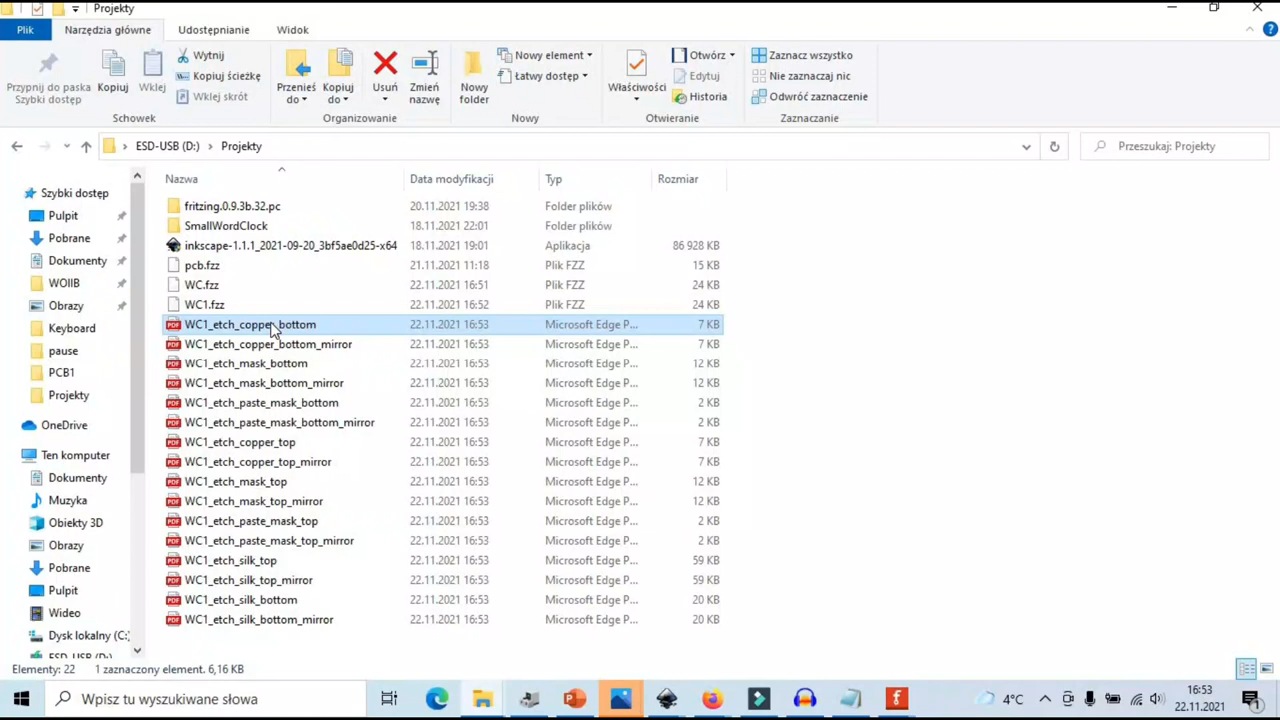 Projekty
Plik Narzędzia główne Udostępnianie Widok
Przypnij do paska Szybki dostęp
Kopiuj
Wklej
Wytnij
Kopiuj ścieżkę
Wklej skrót
Schowek
Przenieś do
Kopiuj do
Usuń
Zmień nazwę
Organizowanie
Nowy folder
Nowy element
Łatwy dostęp
Nowy
Właściwości
Otwórz
Edytuj
Historia
Otwieranie
Zaznacz wszystko
Nie zaznaczaj nic
Odwróć zaznaczenie
Zaznaczanie
ESD-USB (D:) › Projekty
Przeszukaj: Projekty
Szybki dostęp
Pulpit
Pobrane
Dokumenty
WOIIB
Obrazy
Keyboard
pause
PCB1
Projekty
OneDrive
Ten komputer
Dokumenty
Muzyka
Obiekty 3D
Obrazy
Pobrane
Pulpit
Wideo
Dysk lokalny (C:)
ESD-USB (D:)
Nazwa Data modyfikacji Typ Rozmiar
fritzing.0.9.3b.32.pc 20.11.2021 19:38 Folder plików
SmallWordClock 18.11.2021 22:01 Folder plików
inkscape-1.1.1_2021-09-20_3bf5ae0d25-x64 18.11.2021 19:01 Aplikacja 86 928 KB
pcb.fzz 21.11.2021 11:18 Plik FZZ 15 KB
WC.fzz 22.11.2021 16:51 Plik FZZ 24 KB
WC1.fzz 22.11.2021 16:52 Plik FZZ 24 KB
WC1_etch_copper_bottom 22.11.2021 16:53 Microsoft Edge P... 7 KB
WC1_etch_copper_bottom_mirror 22.11.2021 16:53 Microsoft Edge P... 7 KB
WC1_etch_mask_bottom 22.11.2021 16:53 Microsoft Edge P... 12 KB
WC1_etch_mask_bottom_mirror 22.11.2021 16:53 Microsoft Edge P... 12 KB
WC1_etch_paste_mask_bottom 22.11.2021 16:53 Microsoft Edge P... 2 KB
WC1_etch_paste_mask_bottom_mirror 22.11.2021 16:53 Microsoft Edge P... 2 KB
WC1_etch_copper_top 22.11.2021 16:53 Microsoft Edge P... 7 KB
WC1_etch_copper_top_mirror 22.11.2021 16:53 Microsoft Edge P... 7 KB
WC1_etch_mask_top 22.11.2021 16:53 Microsoft Edge P... 12 KB
WC1_etch_mask_top_mirror 22.11.2021 16:53 Microsoft Edge P... 12 KB
WC1_etch_paste_mask_top 22.11.2021 16:53 Microsoft Edge P... 2 KB
WC1_etch_paste_mask_top_mirror 22.11.2021 16:53 Microsoft Edge P... 2 KB
WC1_etch_silk_top 22.11.2021 16:53 Microsoft Edge P... 59 KB
WC1_etch_silk_top_mirror 22.11.2021 16:53 Microsoft Edge P... 59 KB
WC1_etch_silk_bottom 22.11.2021 16:53 Microsoft Edge P... 20 KB
WC1_etch_silk_bottom_mirror 22.11.2021 16:53 Microsoft Edge P... 20 KB
Elementy: 22 1 zaznaczony element. 6,16 KB
Wpisz tu wyszukiwane słowa
4°C
16:53
22.11.2021